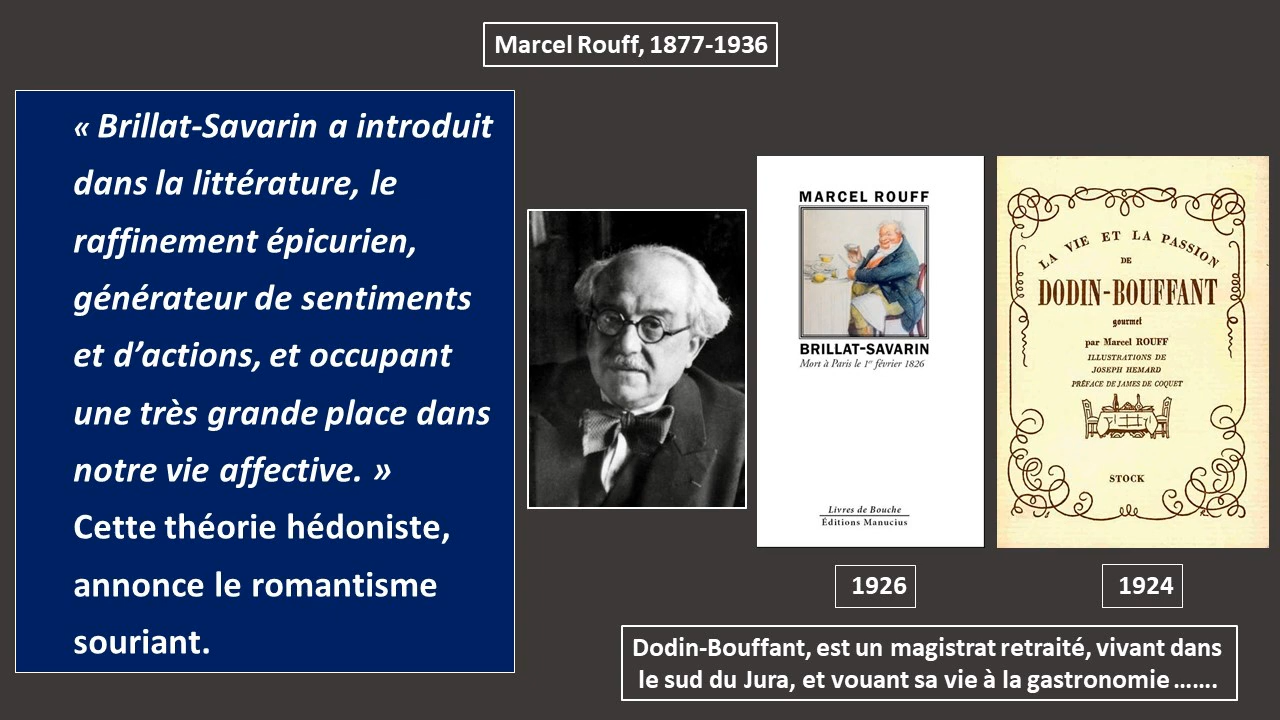 Marcel Rouff, 1877-1936
« Brillat-Savarin a introduit
dans la littérature, le
raffinement épicurien,
générateur de sentiments
et d’actions, et occupant
une très grande place dans
notre vie affective. »
Cette théorie hédoniste,
annonce le romantisme
souriant.
MARCEL ROUFF
BRILLAT-SAVARIN
Mort à Paris le 1er février 1826
Livres de Bouche
Éditions Manucius
1926
LA VIE ET LA PASSION
DE
DODIN-BOUFFANT
gourmet
par Marcel ROUFF
ILLUSTRATIONS DE
JOSEPH HEMARD
PRÉFACE DE JAMES DE COQUET
STOCK
1924
Dodin-Bouffant, est un magistrat retraité, vivant dans
le sud du Jura, et vouant sa vie à la gastronomie …….